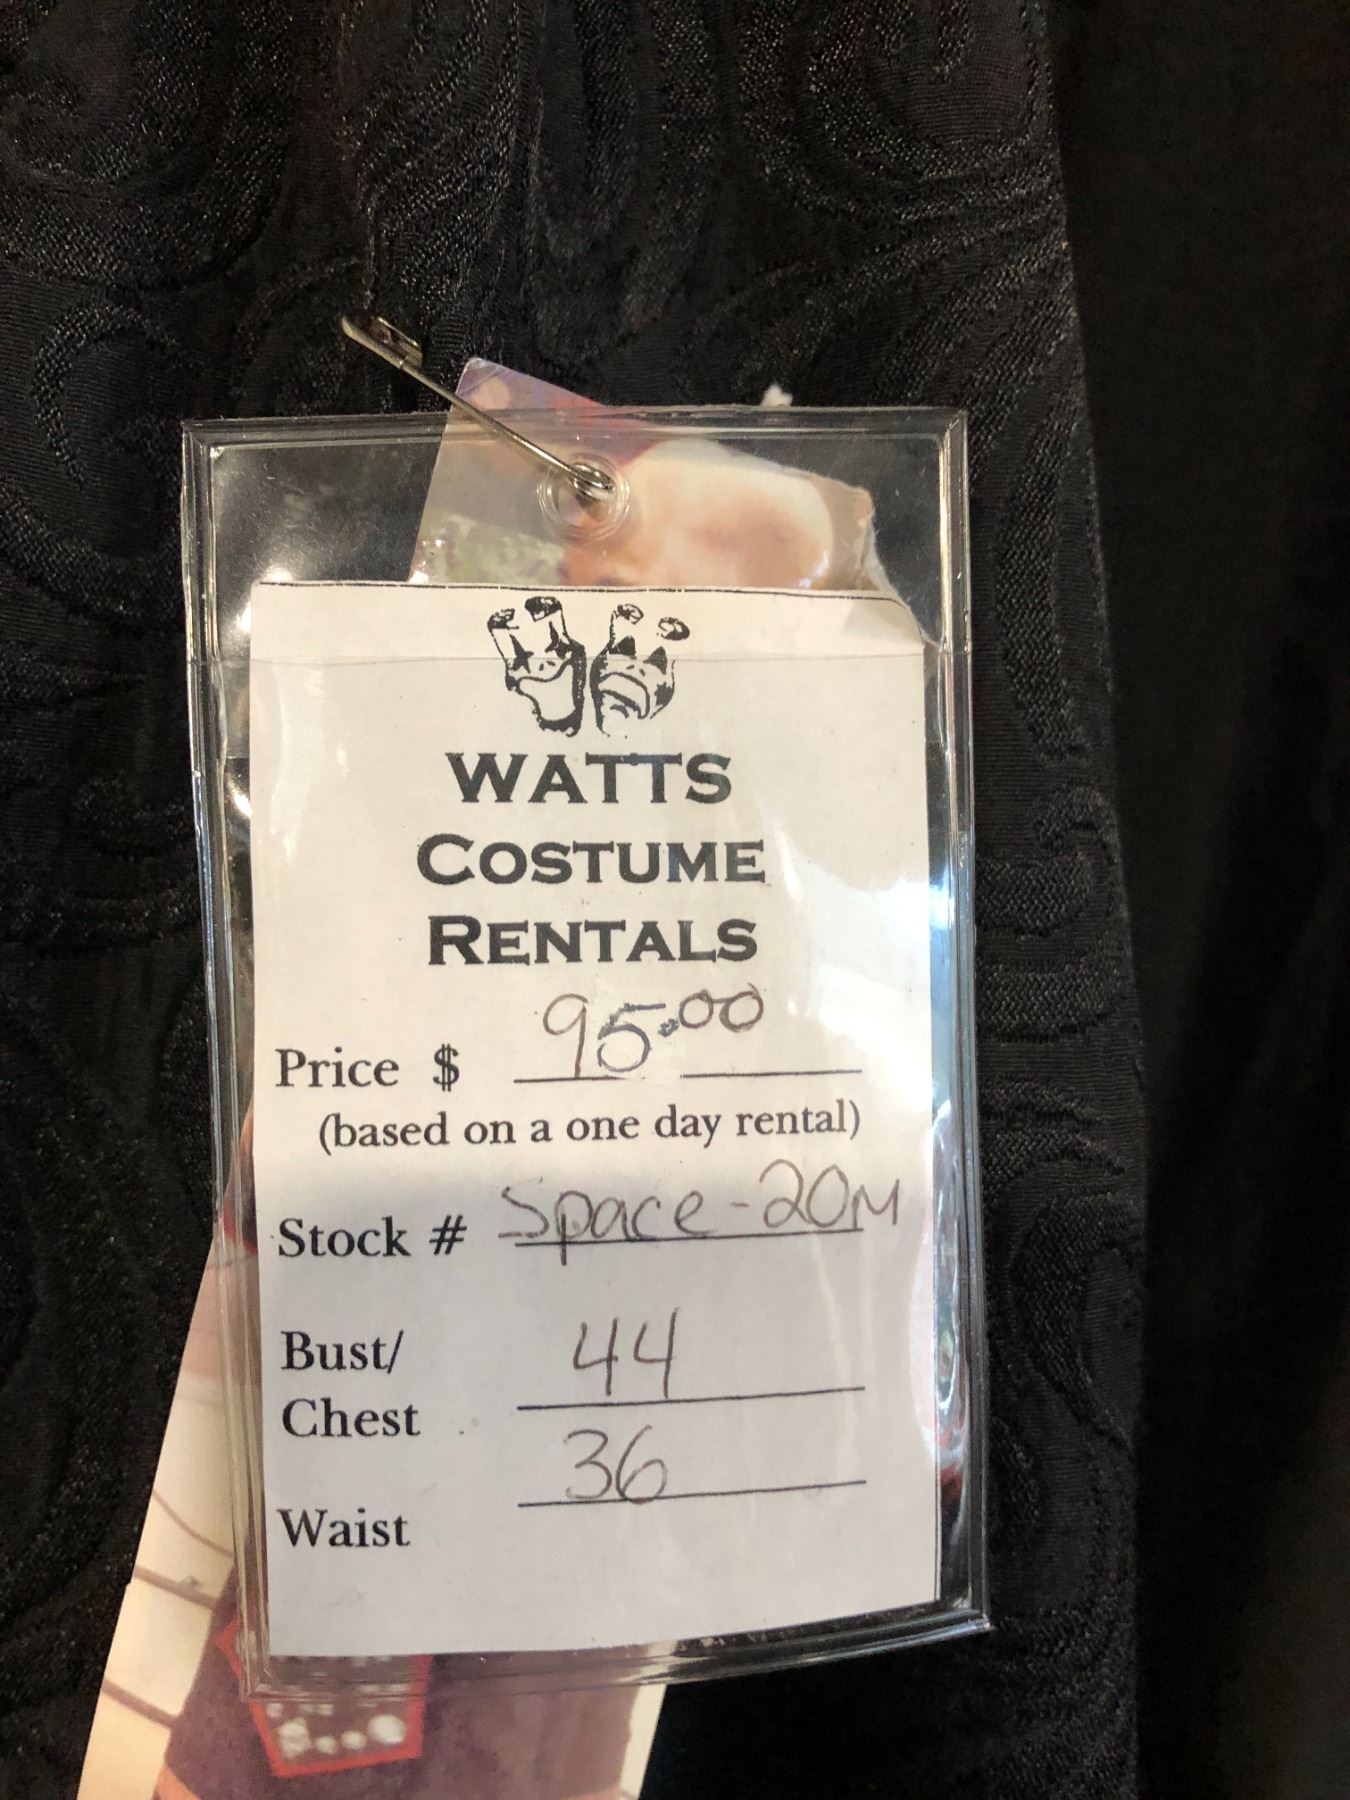 WATTS
COSTUME
RENTALS
Price $ 95.00
(based on a one day rental)
Stock # Space-20M
Bust/ 44
Chest
36
Waist